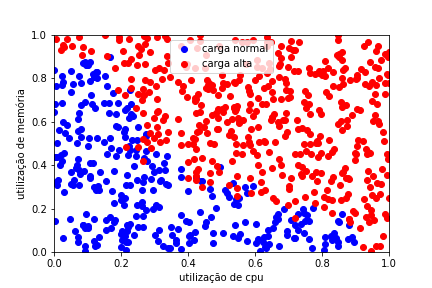 carga normal
carga alta
1.0
0.8
0.6
0.4
0.2
0.0
utilização de memória
0.0 0.2 0.4 0.6 0.8 1.0
utilização de cpu